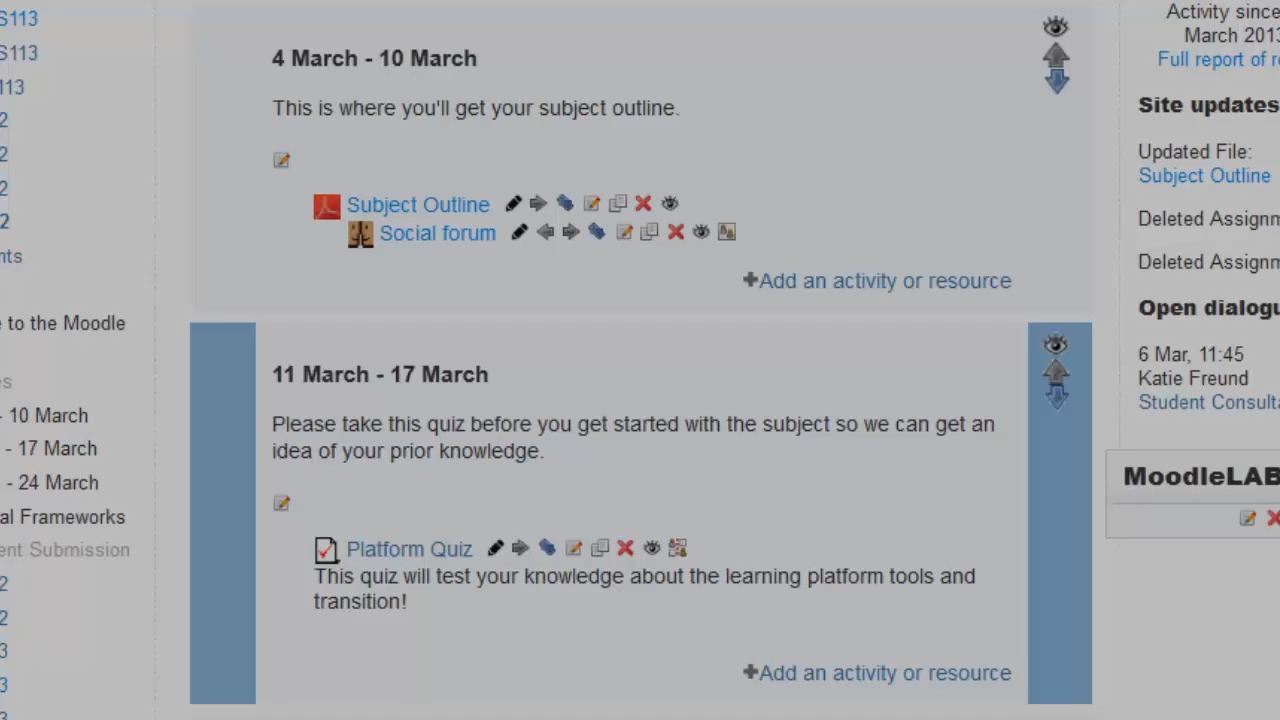 S113
S113
113
2
2
2
2
nts
e to the Moodle
es
- 10 March
- 17 March
- 24 March
al Frameworks
ent Submission
2
2
3
3
3
4 March - 10 March
This is where you'll get your subject outline.
Subject Outline
Social forum
Add an activity or resource
11 March - 17 March
Please take this quiz before you get started with the subject so we can get an
idea of your prior knowledge.
Platform Quiz
This quiz will test your knowledge about the learning platform tools and
transition!
Add an activity or resource
Activity since
March 2013
Full report of r
Site updates
Updated File:
Subject Outline
Deleted Assignm
Deleted Assignm
Open dialogu
6 Mar, 11:45
Katie Freund
Student Consulta
MoodleLAB